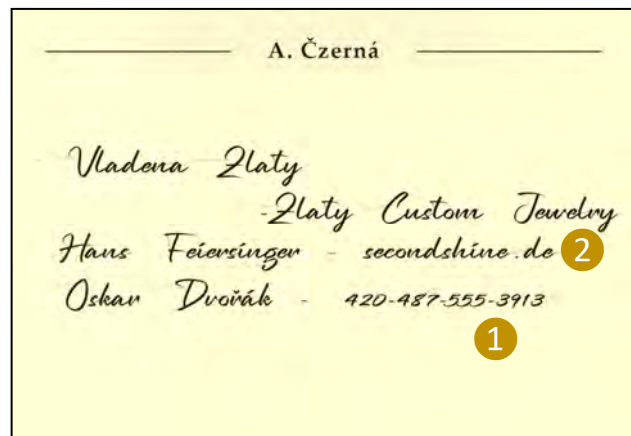 A. Čzerná
Vladena Zlaty
-Zlaty Custom Jewelry
Hans Feiersinger - secondshine.de 2
Oskar Dvořák - 420-487-555-3913
1